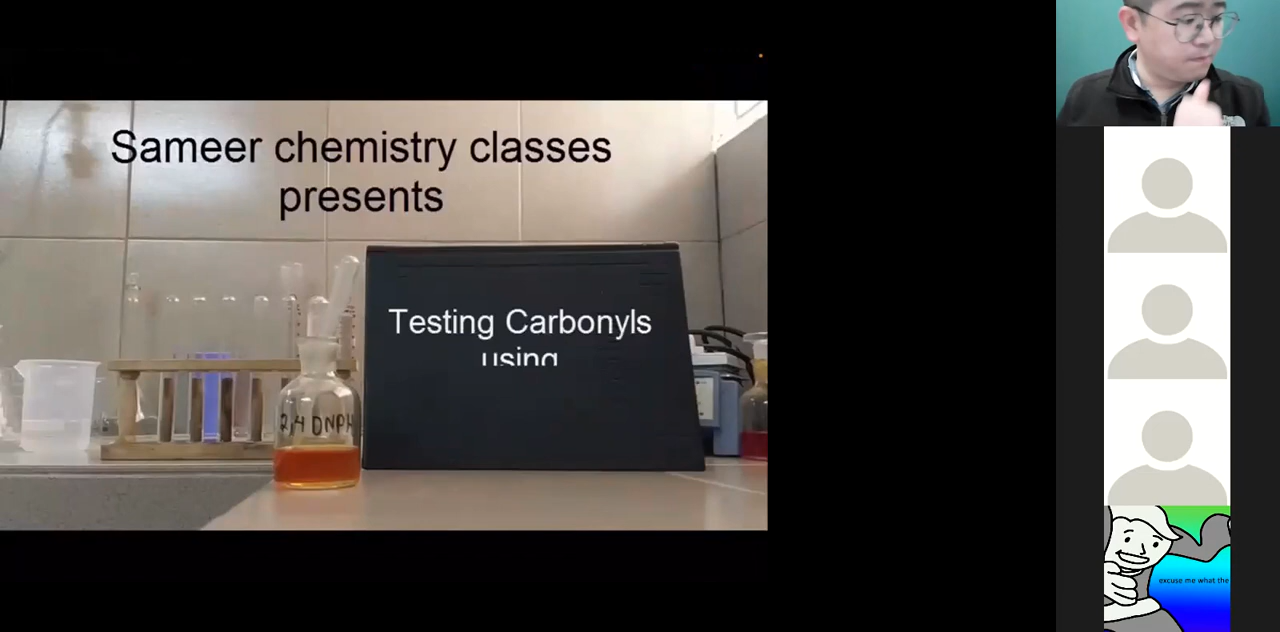 Sameer chemistry classes
presents
Testing Carbonyls
using
2,4 DNPH
excuse me what the